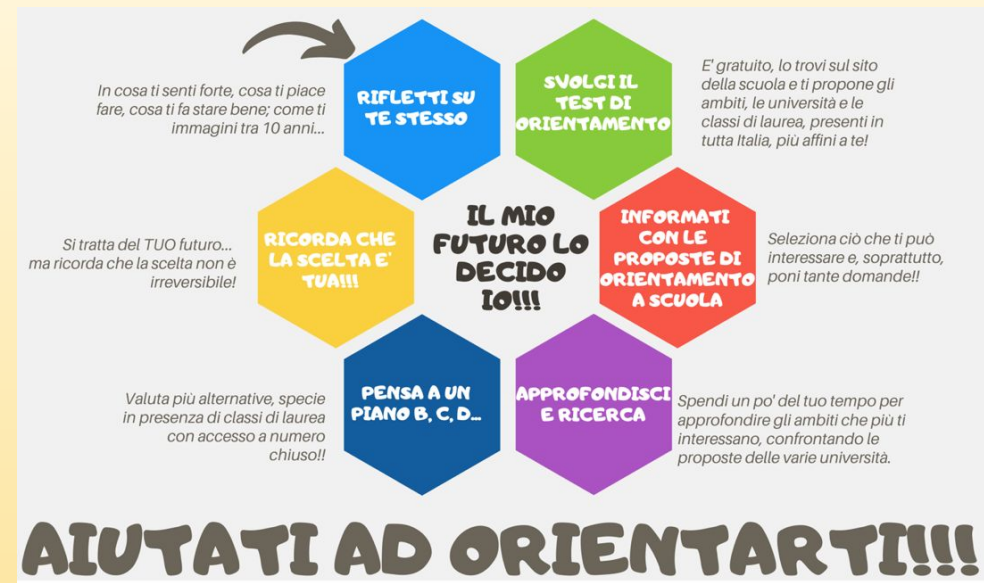 In cosa ti senti forte, cosa ti piace
fare, cosa ti fa stare bene; come ti
immagini tra 10 anni...
RIFLETTI SU
TE STESSO
SVOLGI IL
TEST DI
ORIENTAMENTO
E' gratuito, lo trovi sul sito
della scuola e ti propone gli
ambiti, le università e le
classi di laurea, presenti in
tutta Italia, più affini a te!
Si tratta del TUO futuro...
ma ricorda che la scelta non è
irreversibile!
RICORDA CHE
LA SCELTA E'
TUA!!!
IL MIO
FUTURO LO
DECIDO
IO!!!
INFORMATI
CON LE
PROPOSTE DI
ORIENTAMENTO
A SCUOLA
Seleziona ciò che ti può
interessare e, soprattutto,
poni tante domande!!
Valuta più alternative, specie
in presenza di classi di laurea
con accesso a numero
chiuso!!
PENSA A UN
PIANO B, C, D...
APPROFONDISCI
E RICERCA
Spendi un po' del tuo tempo per
approfondire gli ambiti che più ti
interessano, confrontando le
proposte delle varie università.
AIUTATI AD ORIENTARTI!!!